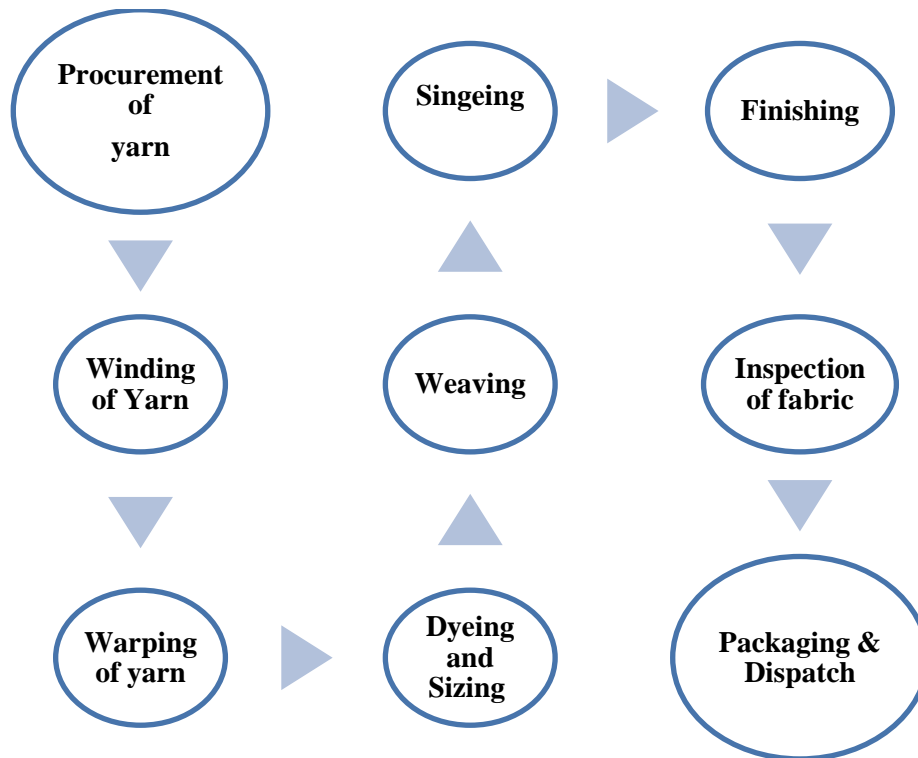 Procurement
of
yarn
Winding
of Yarn
Warping
of yarn
Dyeing
and
Sizing
Weaving
Singeing
Finishing
Inspection
of fabric
Packaging &
Dispatch